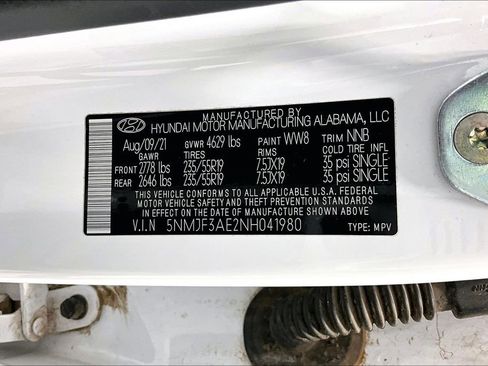 MANUFACTURED BY
HYUNDAI MOTOR MANUFACTURING ALABAMA, LLC
Aug/09/21 GVWR 4629 lbs PAINT WW8 TRIM NNB
GAWR TIRES RIMS COLD TIRE INFL
FRONT 2778 lbs 235/55R19 7.5JX19 35 psi SINGLE
REAR 2646 lbs 235/55R19 7.5JX19 35 psi SINGLE
THIS VEHICLE CONFORMS TO ALL APPLICABLE U.S.A. FEDERAL
MOTOR VEHICLE SAFETY AND THEFT PREVENTION STANDARDS IN
EFFECT ON THE DATE OF MANUFACTURE SHOWN ABOVE.
V.I.N 5NMJF3AE2NH041980 TYPE: MPV